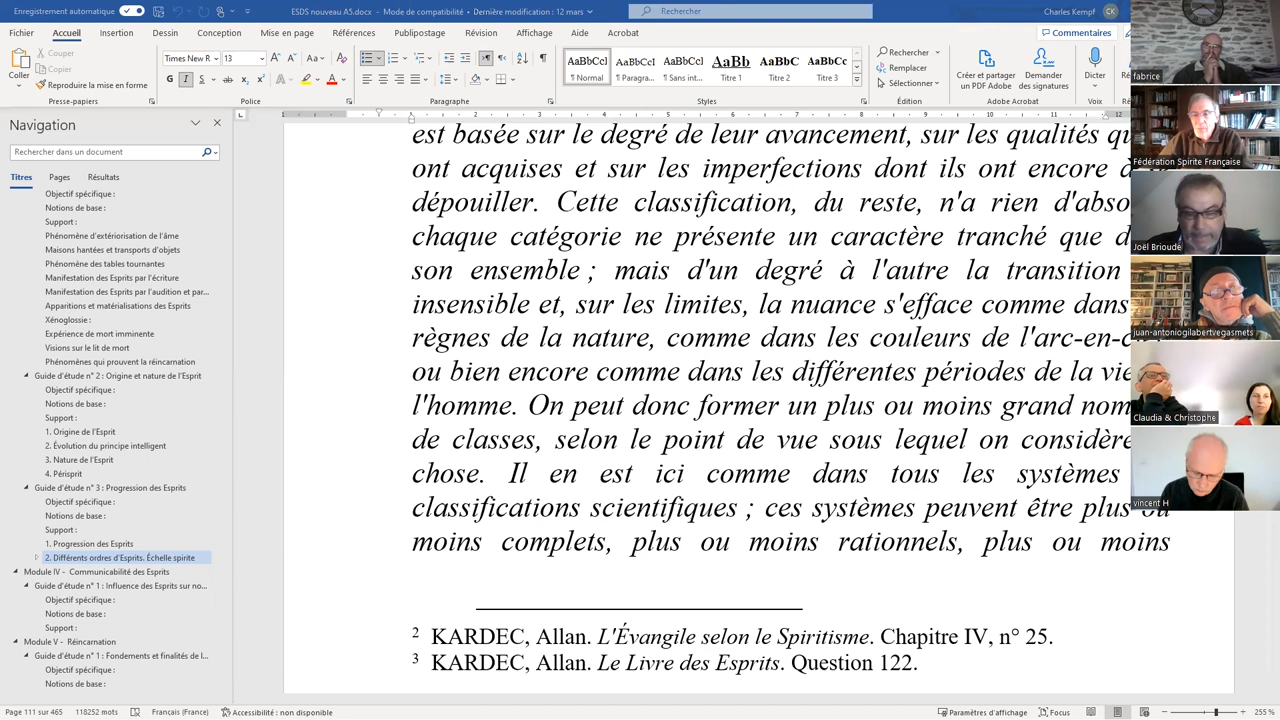 Enregistrement automatique
ESDS nouveau A5.docx - Mode de compatibilité • Dernière modification : 12 mars
Rechercher
Charles Kempf
CK
Fichier Accueil Insertion Dessin Conception Mise en page Références Publipostage Révision Affichage Aide Acrobat
Commentaires
Coller
Couper
Copier
Reproduire la mise en forme
Presse-papiers
Times New R
13
Police
Paragraphe
AaBbCcl AaBbCcI AaBbCcl AaBb AaBbC AaBbCc
¶ Normal ¶ Paragra... ¶ Sans int... Titre 1 Titre 2 Titre 3
Styles
Rechercher
Remplacer
Sélectionner
Édition
Créer et partager
un PDF Adobe
Demander
des signatures
Adobe Acrobat
Dicter
Voix
Navigation
Rechercher dans un document
Titres Pages Résultats
Objectif spécifique :
Notions de base :
Support :
Phénomène d'extériorisation de l'âme
Maisons hantées et transports d'objets
Phénomène des tables tournantes
Manifestation des Esprits par l'écriture
Manifestation des Esprits par l'audition et par...
Apparitions et matérialisations des Esprits
Xénoglossie :
Expérience de mort imminente
Visions sur le lit de mort
Phénomènes qui prouvent la réincarnation
Guide d'étude n° 2 : Origine et nature de l'Esprit
Objectif spécifique :
Notions de base :
1. Origine de l'Esprit
2. Évolution du principe intelligent
3. Nature de l'Esprit
4. Périsprit
Guide d'étude n° 3 : Progression des Esprits
Objectif spécifique :
Notions de base :
Support :
1. Progression des Esprits
2. Différents ordres d'Esprits. Échelle spirite
Module IV - Communicabilité des Esprits
Guide d'étude n° 1 : Influence des Esprits sur no...
Objectif spécifique :
Notions de base :
Support :
Module V - Réincarnation
Guide d'étude n° 1 : Fondements et finalités de l...
Objectif spécifique :
Notions de base :
est basée sur le degré de leur avancement, sur les qualités qu
ont acquises et sur les imperfections dont ils ont encore à
dépouiller. Cette classification, du reste, n'a rien d'abso
chaque catégorie ne présente un caractère tranché que d
son ensemble ; mais d'un degré à l'autre la transition
insensible et, sur les limites, la nuance s'efface comme dans
règnes de la nature, comme dans les couleurs de l'arc-en-c
ou bien encore comme dans les différentes périodes de la vie
l'homme. On peut donc former un plus ou moins grand nom
de classes, selon le point de vue sous lequel on considère
chose. Il en est ici comme dans tous les systèmes
classifications scientifiques ; ces systèmes peuvent être plus ou
moins complets, plus ou moins rationnels, plus ou moins
2 KARDEC, Allan. L'Évangile selon le Spiritisme. Chapitre IV, n° 25.
3 KARDEC, Allan. Le Livre des Esprits. Question 122.
fabrice
Fédération Spirite Française
Joël Brioude
juan-antoniogilabertvegasmets
Claudia & Christophe
vincent H
Page 111 sur 465 118252 mots Français (France) Accessibilité : non disponible
Paramètres d'affichage Focus 255 %